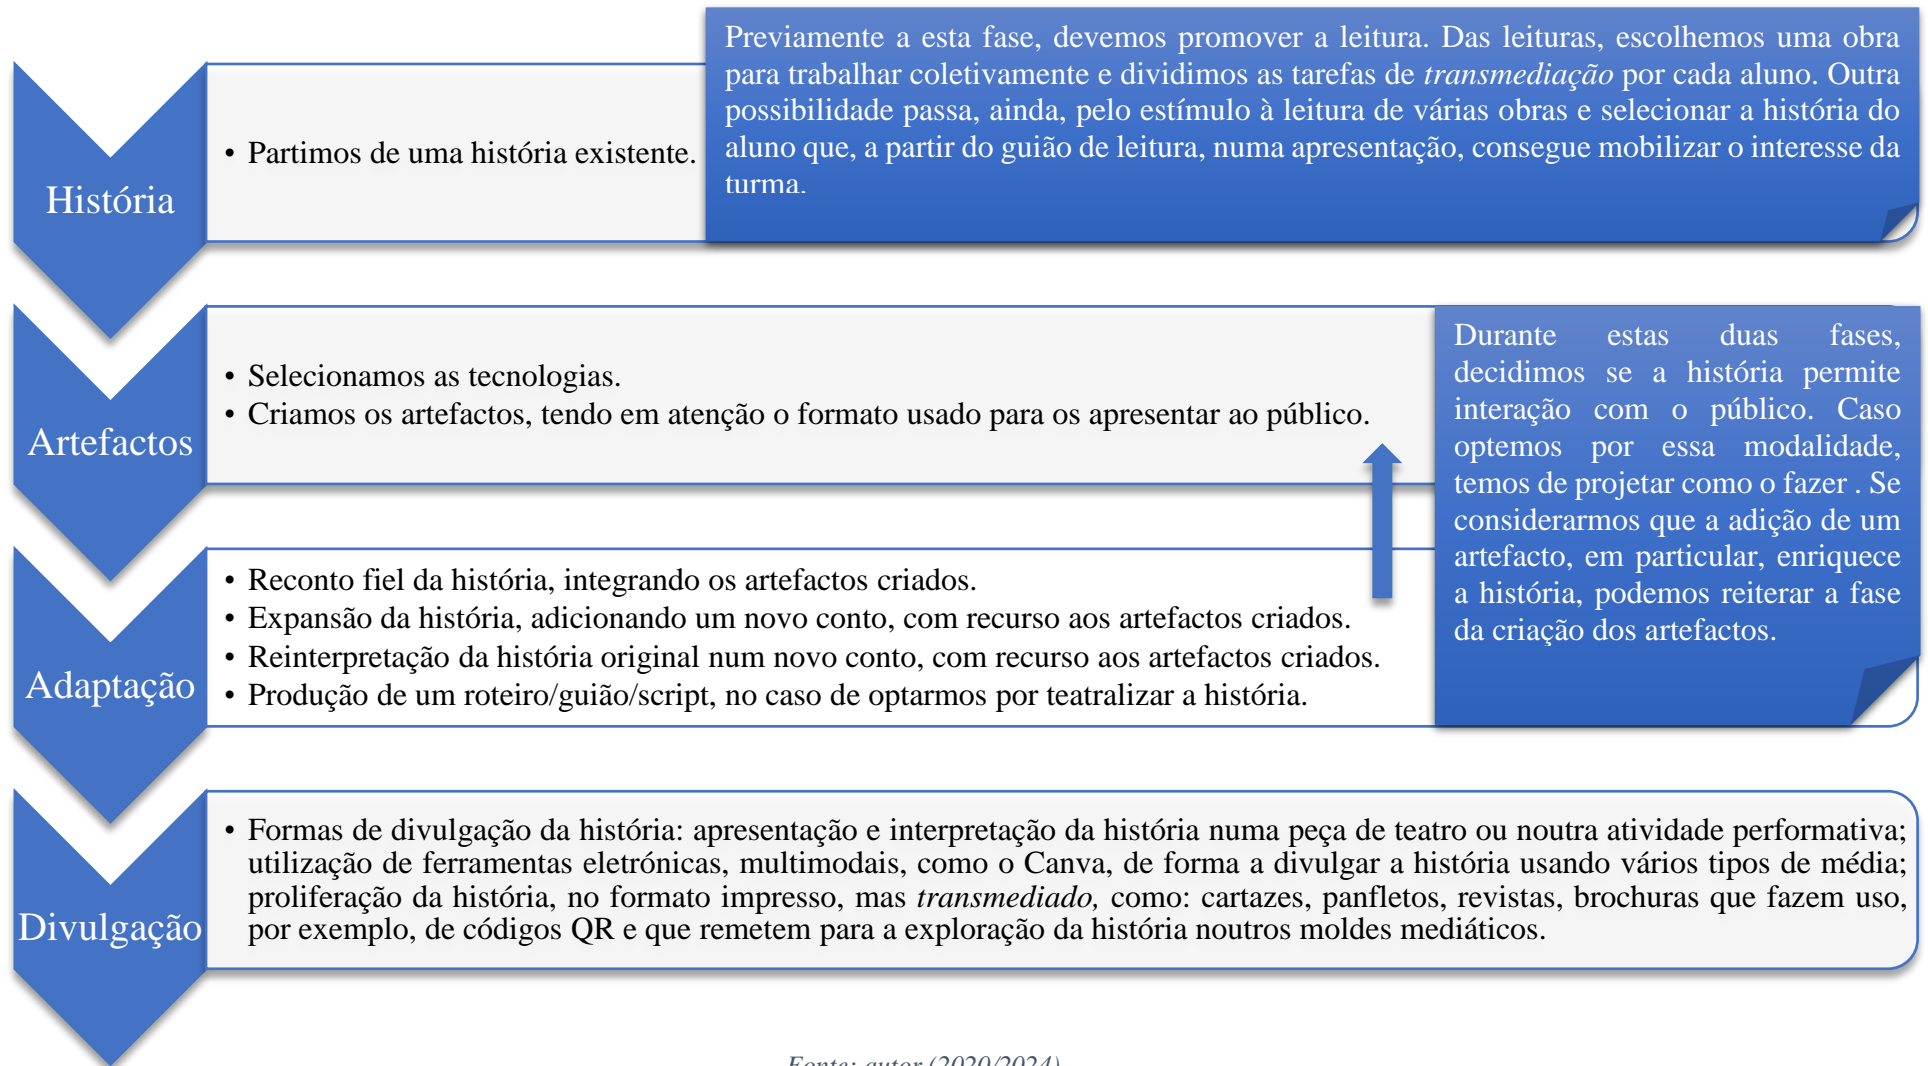 História
• Partimos de uma história existente.
Previamente a esta fase, devemos promover a leitura. Das leituras, escolhemos uma obra
para trabalhar coletivamente e dividimos as tarefas de transmediação por cada aluno. Outra
possibilidade passa, ainda, pelo estímulo à leitura de várias obras e selecionar a história do
aluno que, a partir do guião de leitura, numa apresentação, consegue mobilizar o interesse da
turma.
Artefactos
• Selecionamos as tecnologias.
• Criamos os artefactos, tendo em atenção o formato usado para os apresentar ao público.
Durante estas duas fases,
decidimos se a história permite
interação com o público. Caso
optemos por essa modalidade,
temos de projetar como o fazer . Se
considerarmos que a adição de um
artefacto, em particular, enriquece
a história, podemos reiterar a fase
da criação dos artefactos.
Adaptação
• Reconto fiel da história, integrando os artefactos criados.
• Expansão da história, adicionando um novo conto, com recurso aos artefactos criados.
• Reinterpretação da história original num novo conto, com recurso aos artefactos criados.
• Produção de um roteiro/guião/script, no caso de optarmos por teatralizar a história.
Divulgação
• Formas de divulgação da história: apresentação e interpretação da história numa peça de teatro ou noutra atividade performativa;
utilização de ferramentas eletrónicas, multimodais, como o Canva, de forma a divulgar a história usando vários tipos de média;
proliferação da história, no formato impresso, mas transmediado, como: cartazes, panfletos, revistas, brochuras que fazem uso,
por exemplo, de códigos QR e que remetem para a exploração da história noutros moldes mediáticos.
Fonte: autor (2020/2024)